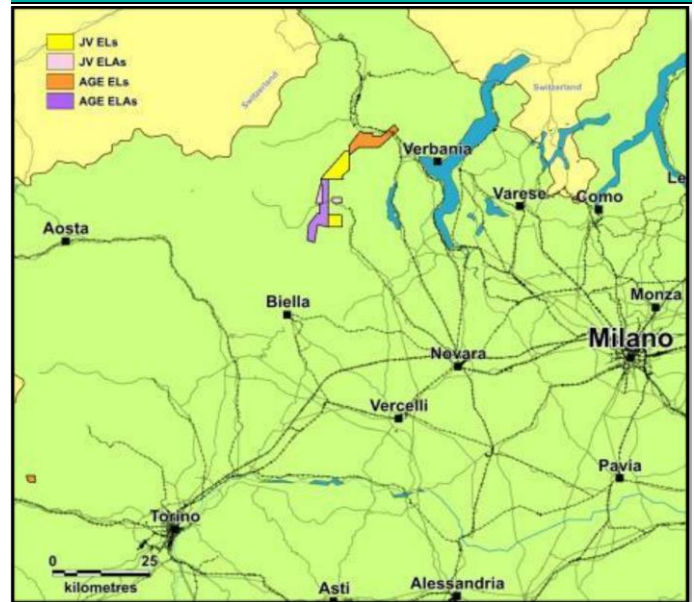 JV ELs
JV ELAs
AGE ELs
AGE ELAs
Switzerland
Switzerland
Verbania
Le
Varese
Como
Aosta
Biella
Monza
Milano
Novara
Vercelli
Pavia
Torino
0 25
kilometres
Asti
Alessandria